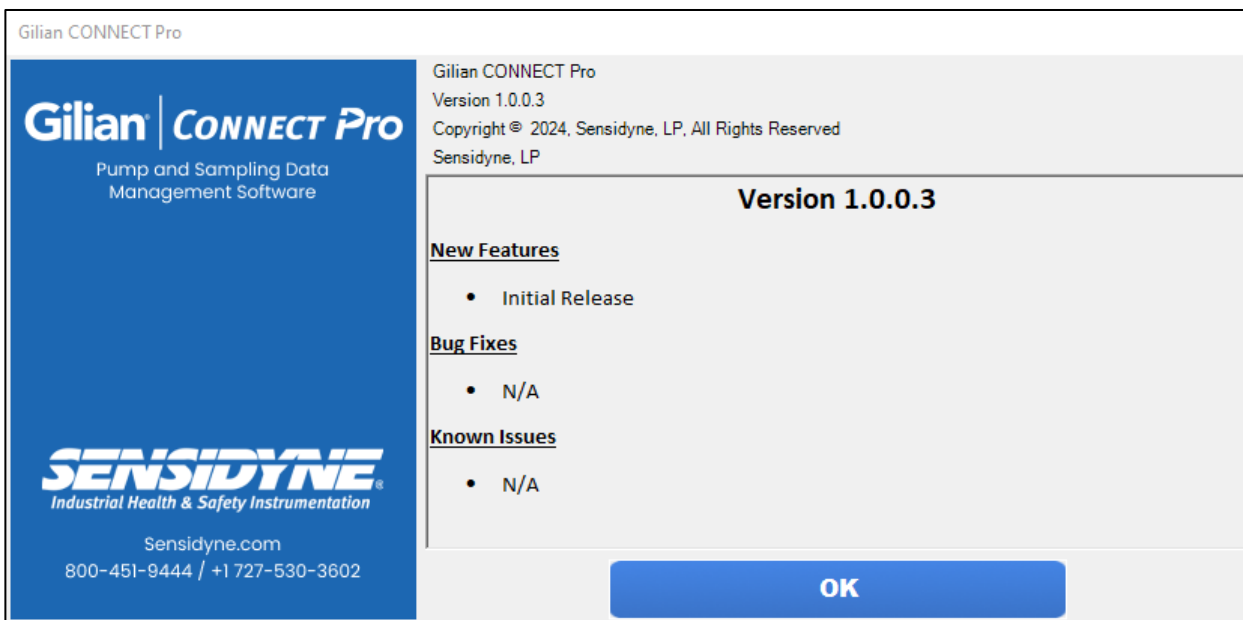 Gilian CONNECT Pro
Gilian® CONNECT Pro
Pump and Sampling Data
Management Software
SENSIDYNE®
Industrial Health & Safety Instrumentation
Sensidyne.com
800-451-9444 / +1 727-530-3602
Gilian CONNECT Pro
Version 1.0.0.3
Copyright © 2024, Sensidyne, LP, All Rights Reserved
Sensidyne, LP
Version 1.0.0.3
New Features
• Initial Release
Bug Fixes
• N/A
Known Issues
• N/A
OK